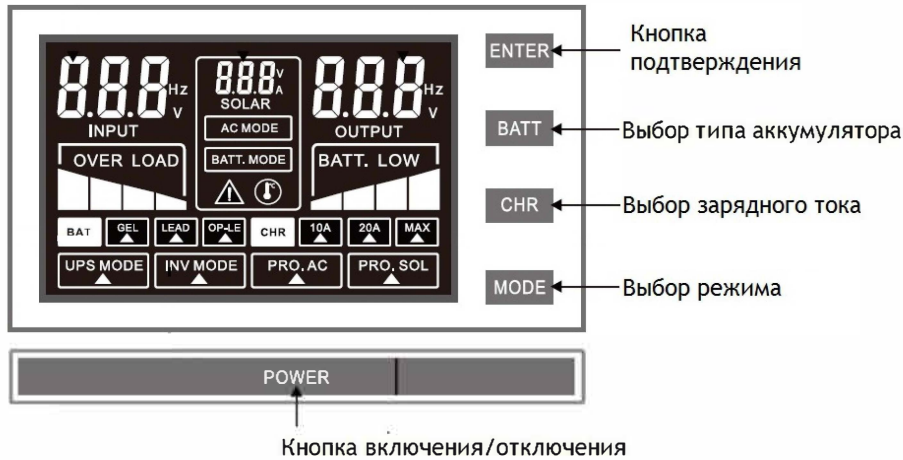 8.8.8 Hz V
INPUT
8.8.8 V A
SOLAR
8.8.8 Hz V
OUTPUT
AC MODE
BATT. MODE
OVER LOAD
BATT. LOW
BAT GEL LEAD OP-LE CHR 10A 20A MAX
UPS MODE INV MODE PRO.AC PRO. SOL
ENTER
Кнопка
подтверждения
BATT
Выбор типа аккумулятора
CHR
Выбор зарядного тока
MODE
Выбор режима
POWER
Кнопка включения/отключения